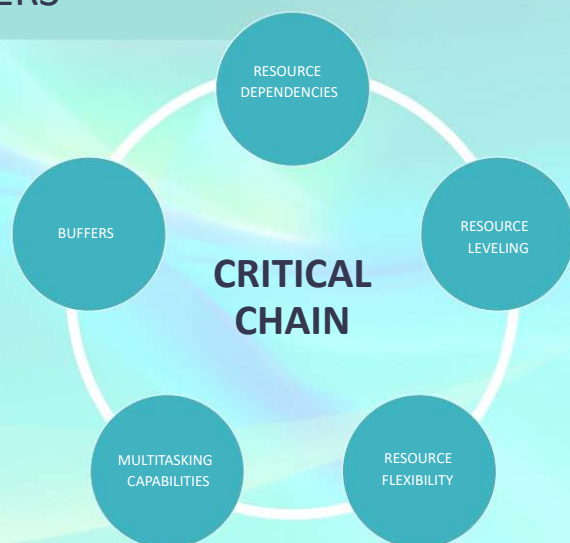 RESOURCE
DEPENDENCIES
BUFFERS
RESOURCE
LEVELING
CRITICAL
CHAIN
MULTITASKING
CAPABILITIES
RESOURCE
FLEXIBILITY